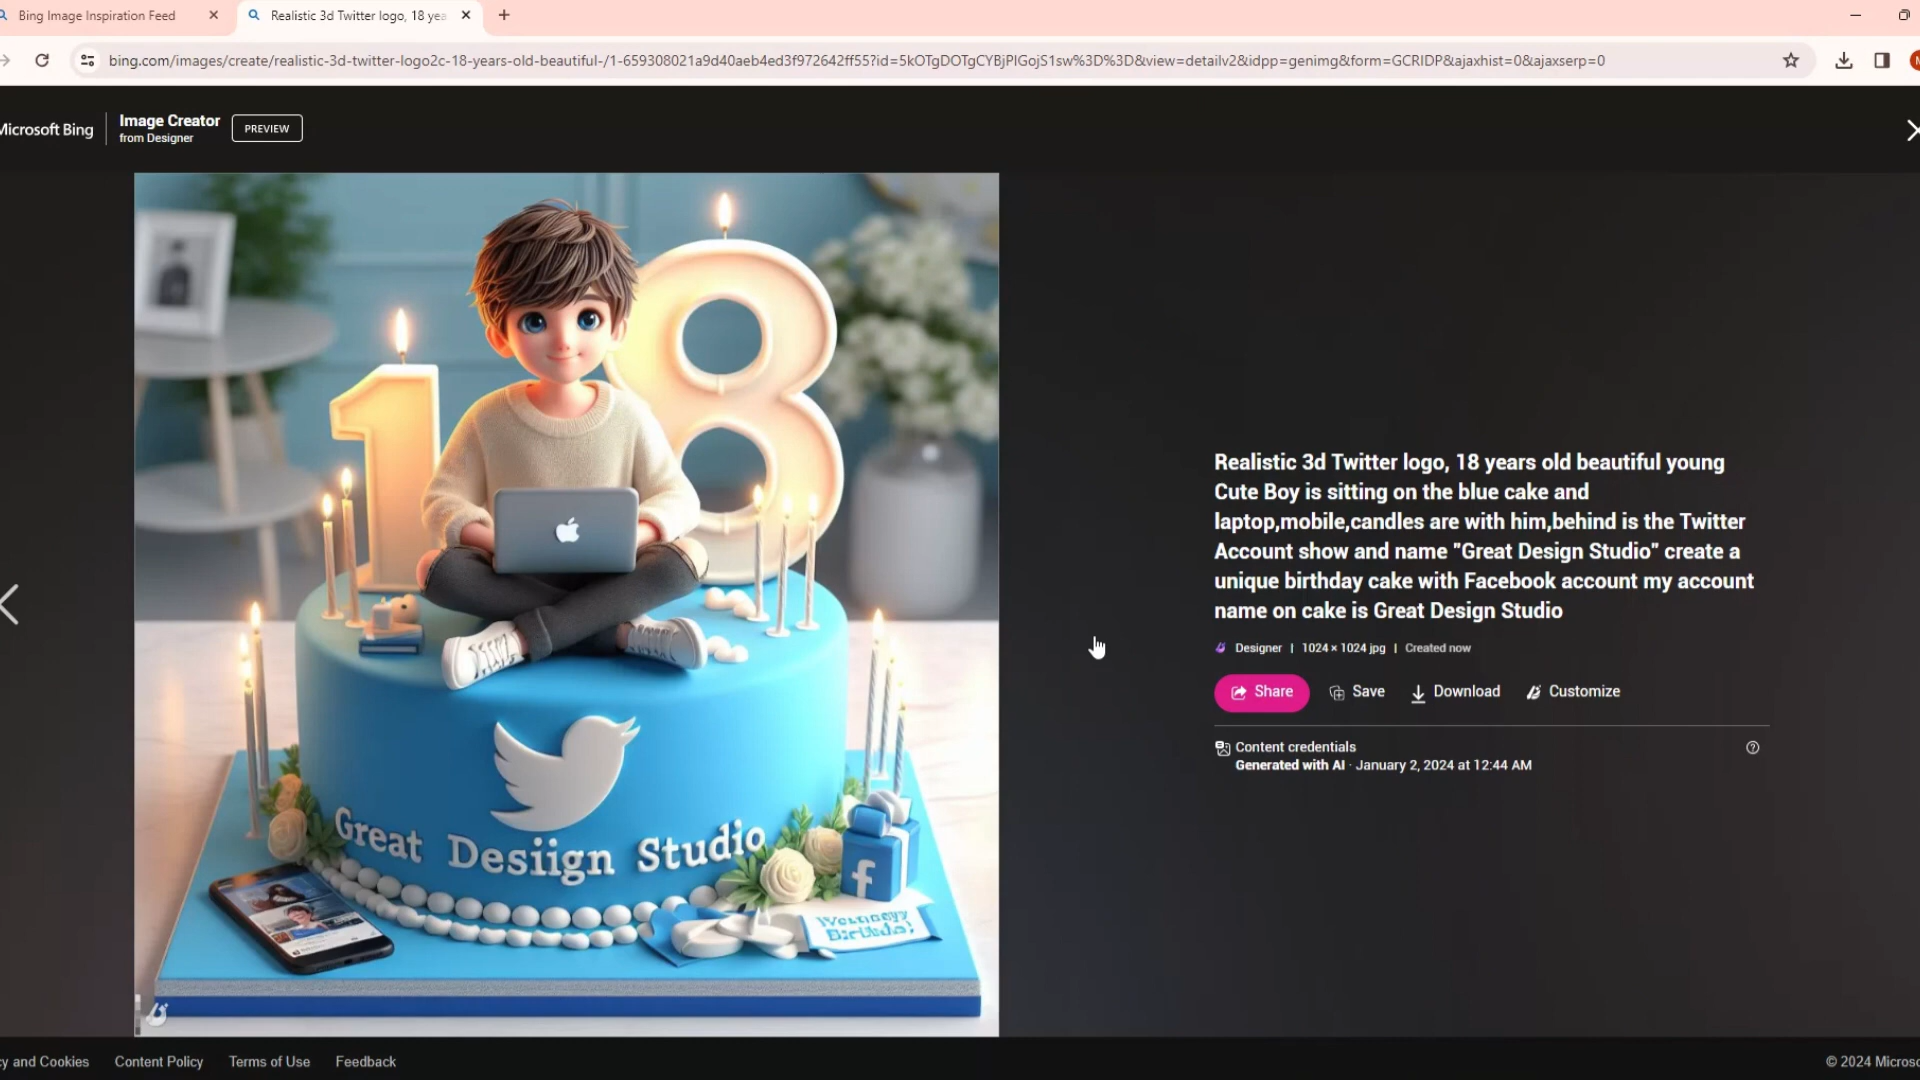 Bing Image Inspiration Feed
Realistic 3d Twitter logo, 18 yea
bing.com/images/create/realistic-3d-twitter-logo2c-18-years-old-beautiful-/1-659308021a9d40aeb4ed3f972642ff55?id=5kOTgDOTgCYBjPIGojS1sw%3D%3D&view=detailv2&idpp=genimg&form=GCRIDP&ajaxhist=0&ajaxserp=0
Microsoft Bing
Image Creator
from Designer
PREVIEW
18
Great Desiign Studio
f
Realistic 3d Twitter logo, 18 years old beautiful young
Cute Boy is sitting on the blue cake and
laptop,mobile,candles are with him,behind is the Twitter
Account show and name "Great Design Studio" create a
unique birthday cake with Facebook account my account
name on cake is Great Design Studio
Designer | 1024 × 1024 jpg | Created now
Share Save Download Customize
Content credentials
Generated with AI · January 2, 2024 at 12:44 AM
cy and Cookies Content Policy Terms of Use Feedback
© 2024 Microso